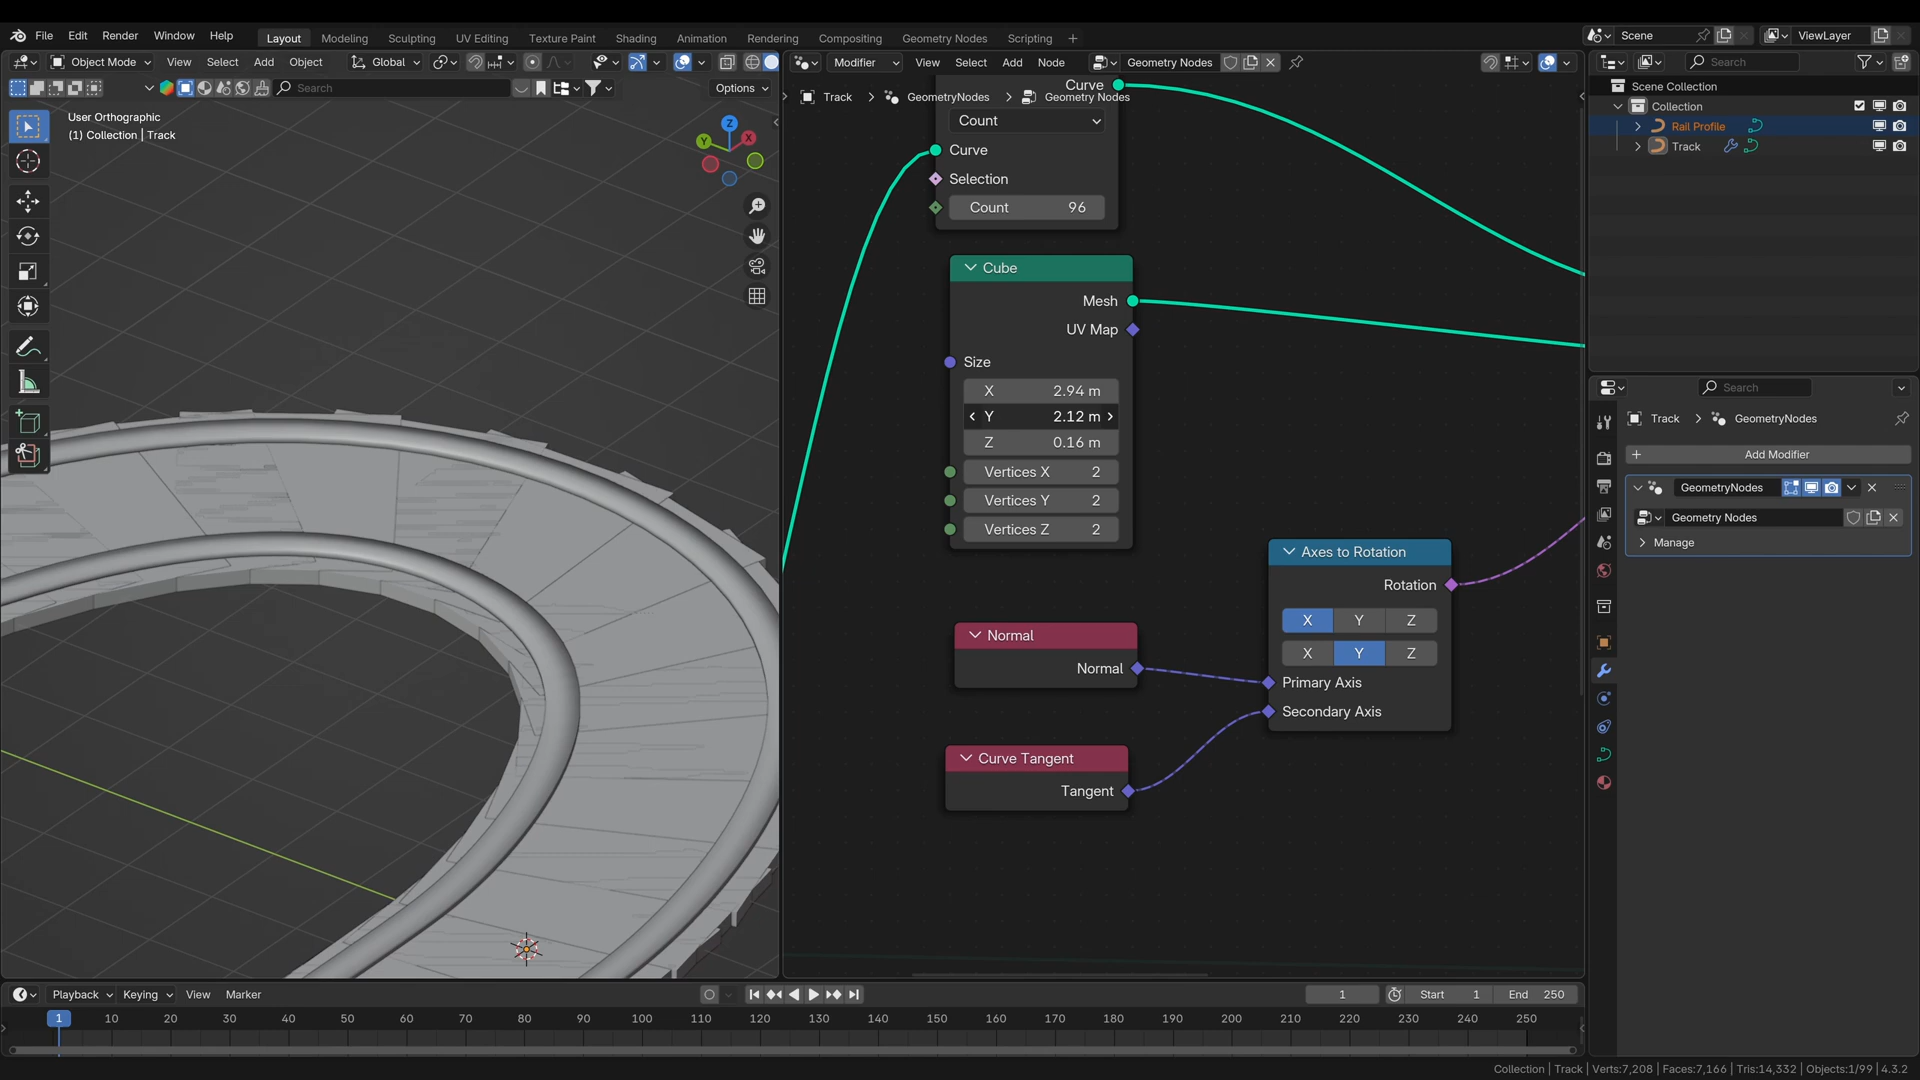 File Edit Render Window Help Layout Modeling Sculpting UV Editing Texture Paint Shading Animation Rendering Compositing Geometry Nodes Scripting + Scene ViewLayer
Object Mode View Select Add Object Global Modifier View Select Add Node Geometry Nodes Search
Search Options
User Orthographic
(1) Collection | Track
Z
Y
X
Track > GeometryNodes > Geometry Nodes
Curve
Count
Curve
Selection
Count 96
Cube
Mesh
UV Map
Size
X 2.94 m
Y 2.12 m
Z 0.16 m
Vertices X 2
Vertices Y 2
Vertices Z 2
Normal
Normal
Curve Tangent
Tangent
Axes to Rotation
Rotation
X Y Z
X Y Z
Primary Axis
Secondary Axis
Scene Collection
Collection
Rail Profile
Track
Search
Track > GeometryNodes
+ Add Modifier
GeometryNodes
Geometry Nodes
Manage
Playback Keying View Marker 1 Start 1 End 250
1 10 20 30 40 50 60 70 80 90 100 110 120 130 140 150 160 170 180 190 200 210 220 230 240 250
Collection | Track | Verts:7,208 | Faces:7,166 | Tris:14,332 | Objects:1/99 | 4.3.2